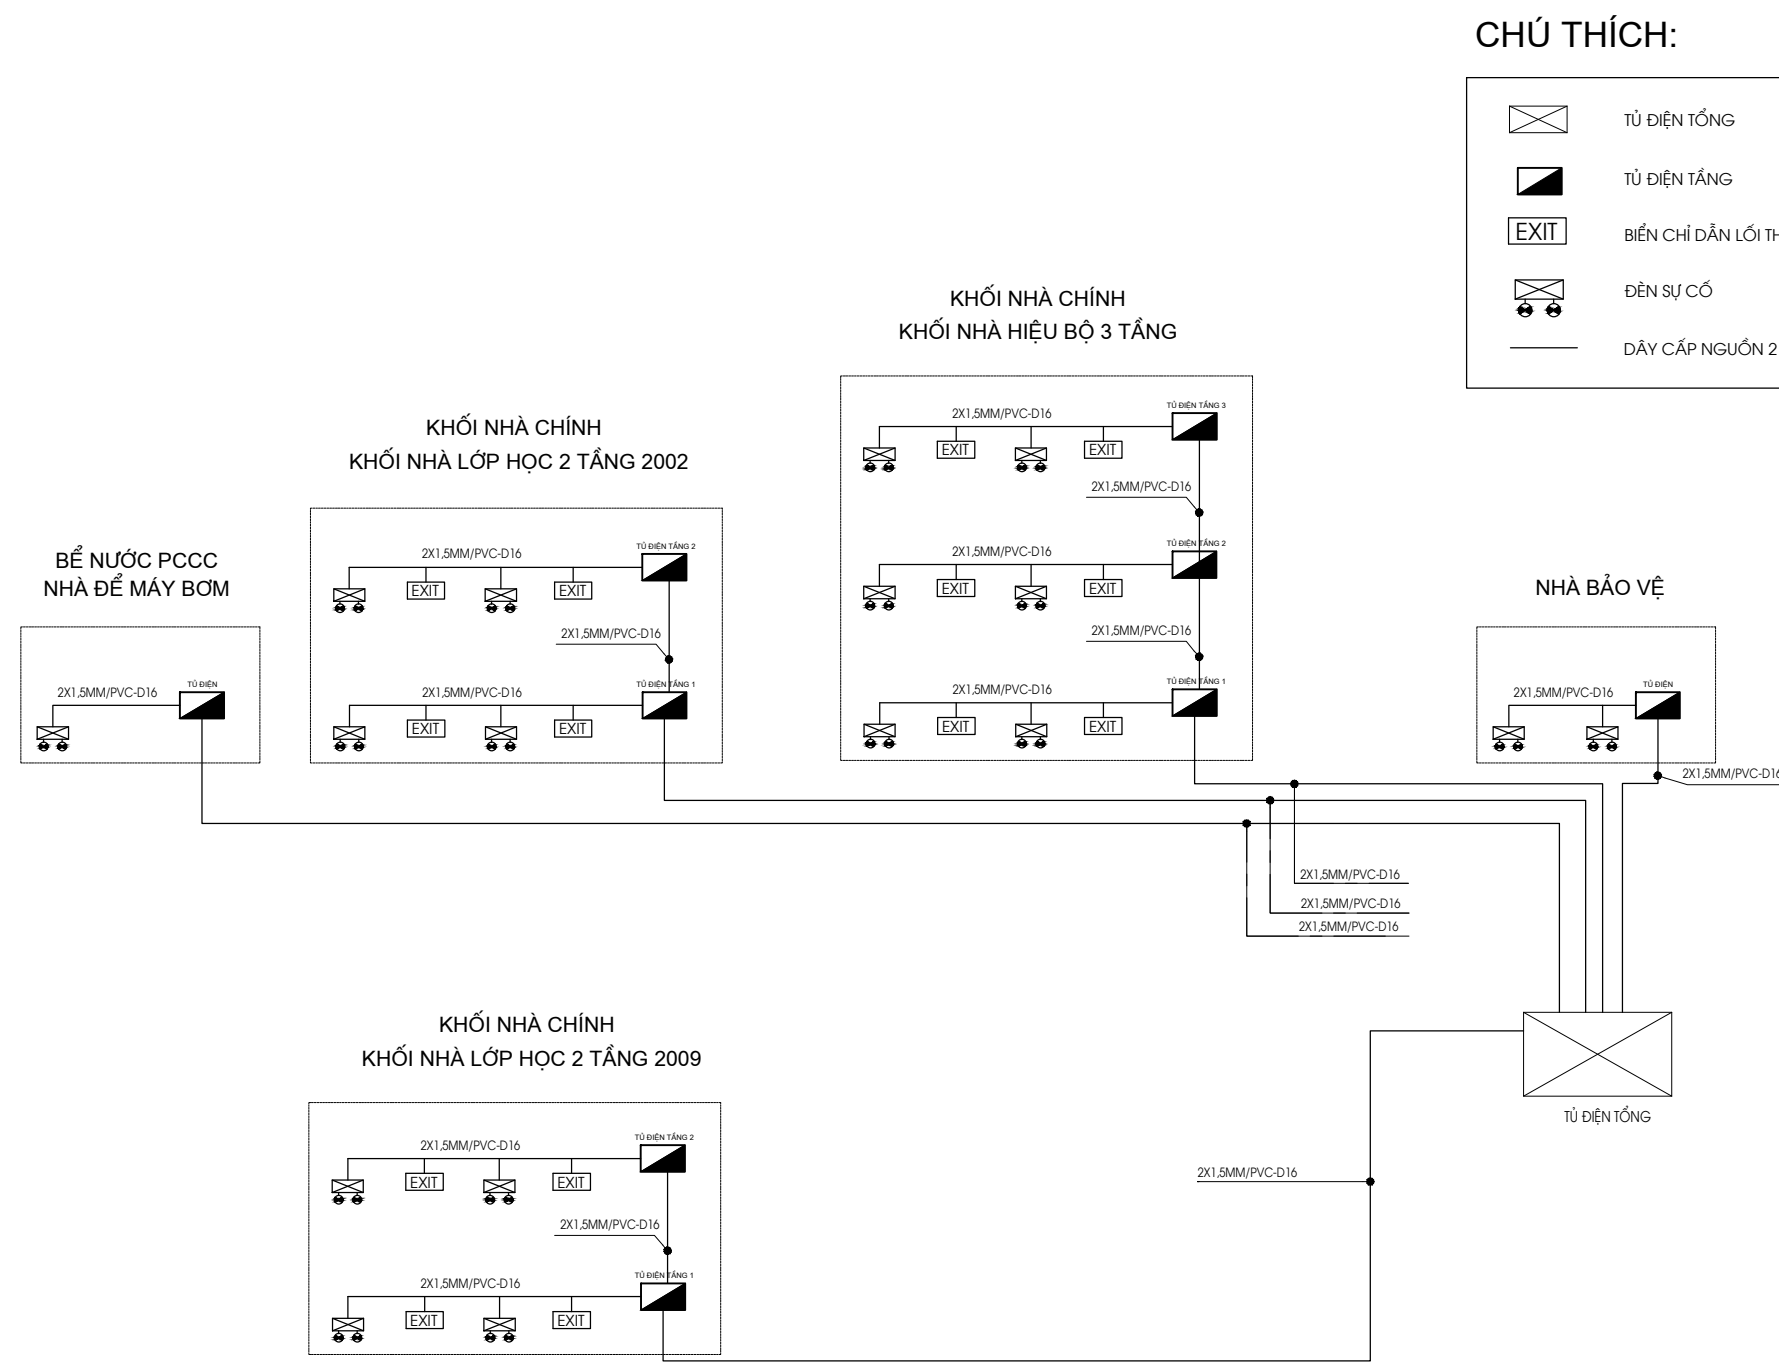 CHÚ THÍCH:
TỦ ĐIỆN TỔNG
TỦ ĐIỆN TẦNG
EXIT
BIỂN CHỈ DẪN LỐI
ĐÈN SỰ CỐ
DÂY CẤP NGUỒN 2
KHỐI NHÀ CHÍNH
KHỐI NHÀ HIỆU BỘ 3 TẦNG
TỦ ĐIỆN TẦNG 3
2X1,5MM/PVC-D16
EXIT
EXIT
2X1,5MM/PVC-D16
TỦ ĐIỆN TẦNG 2
2X1,5MM/PVC-D16
EXIT
EXIT
2X1,5MM/PVC-D16
TỦ ĐIỆN TẦNG 1
2X1,5MM/PVC-D16
EXIT
EXIT
KHỐI NHÀ CHÍNH
KHỐI NHÀ LỚP HỌC 2 TẦNG 2002
TỦ ĐIỆN TẦNG 2
2X1,5MM/PVC-D16
EXIT
EXIT
2X1,5MM/PVC-D16
TỦ ĐIỆN TẦNG 1
2X1,5MM/PVC-D16
EXIT
EXIT
BỂ NƯỚC PCCC
NHÀ ĐỂ MÁY BƠM
TỦ ĐIỆN
2X1,5MM/PVC-D16
NHÀ BẢO VỆ
TỦ ĐIỆN
2X1,5MM/PVC-D16
2X1,5MM/PVC-D16
2X1,5MM/PVC-D16
2X1,5MM/PVC-D16
2X1,5MM/PVC-D16
TỦ ĐIỆN TỔNG
2X1,5MM/PVC-D16
KHỐI NHÀ CHÍNH
KHỐI NHÀ LỚP HỌC 2 TẦNG 2009
TỦ ĐIỆN TẦNG 2
2X1,5MM/PVC-D16
EXIT
EXIT
2X1,5MM/PVC-D16
TỦ ĐIỆN TẦNG 1
2X1,5MM/PVC-D16
EXIT
EXIT